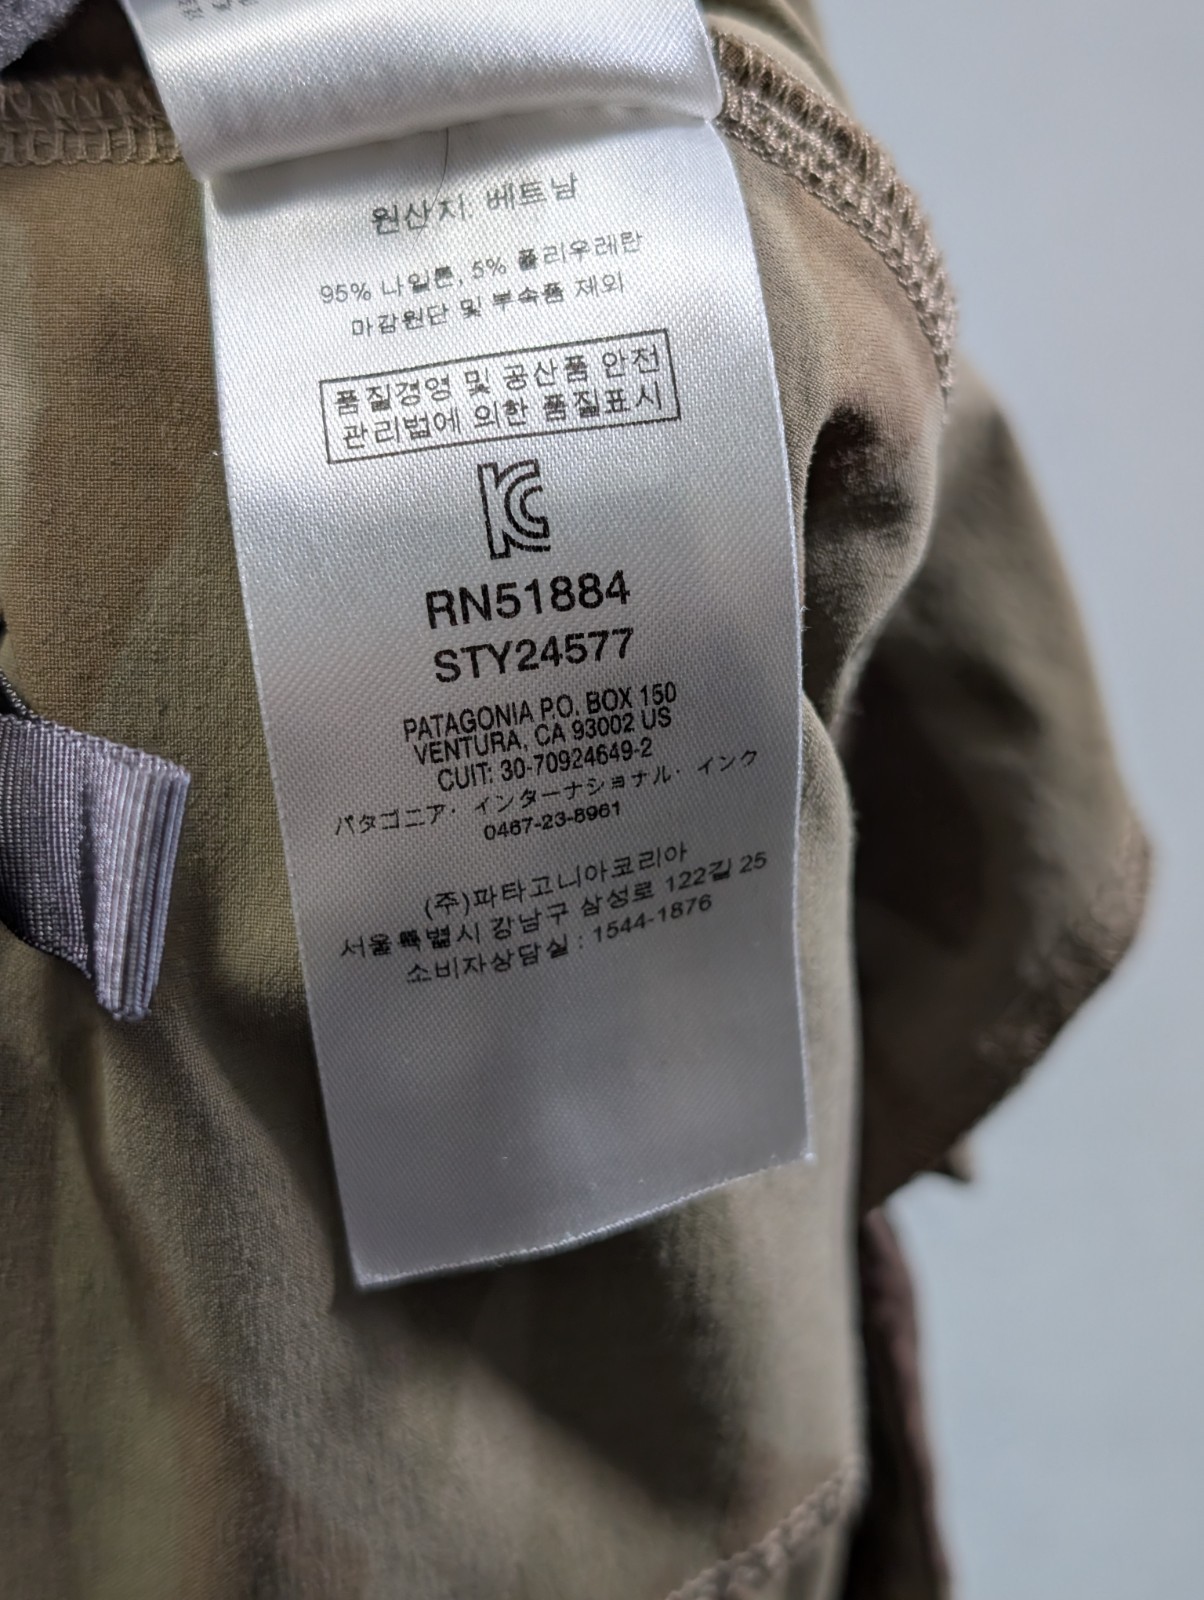 원산지: 베트남
95% 나일론, 5% 폴리우레탄
마감원단 및 부속품 제외
품질경영 및 공산품 안전
관리법에 의한 품질표시
RN51884
STY24577
PATAGONIA P.O. BOX 150
VENTURA, CA 93002 US
CUIT: 30-70924649-2
パタゴニア・インターナショナル・インク
0467-23-8961
(주)파타고니아코리아
서울특별시 강남구 삼성로 122길 25
소비자상담실 : 1544-1876